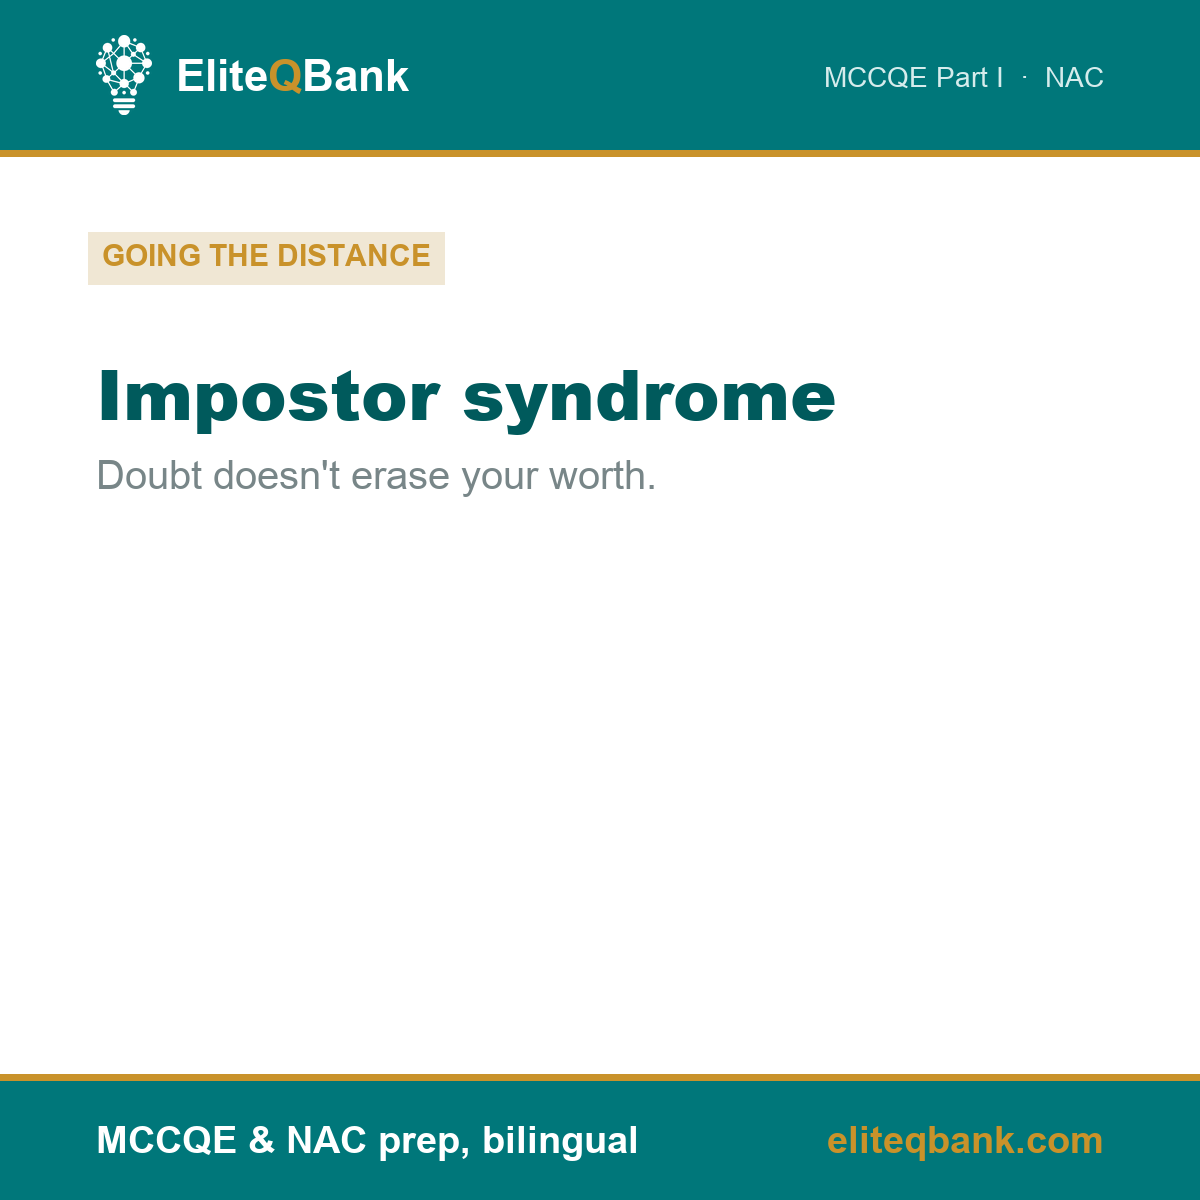 EliteQBank
MCCQE Part I · NAC
GOING THE DISTANCE
Impostor syndrome
Doubt doesn't erase your worth.
MCCQE & NAC prep, bilingual
eliteqbank.com